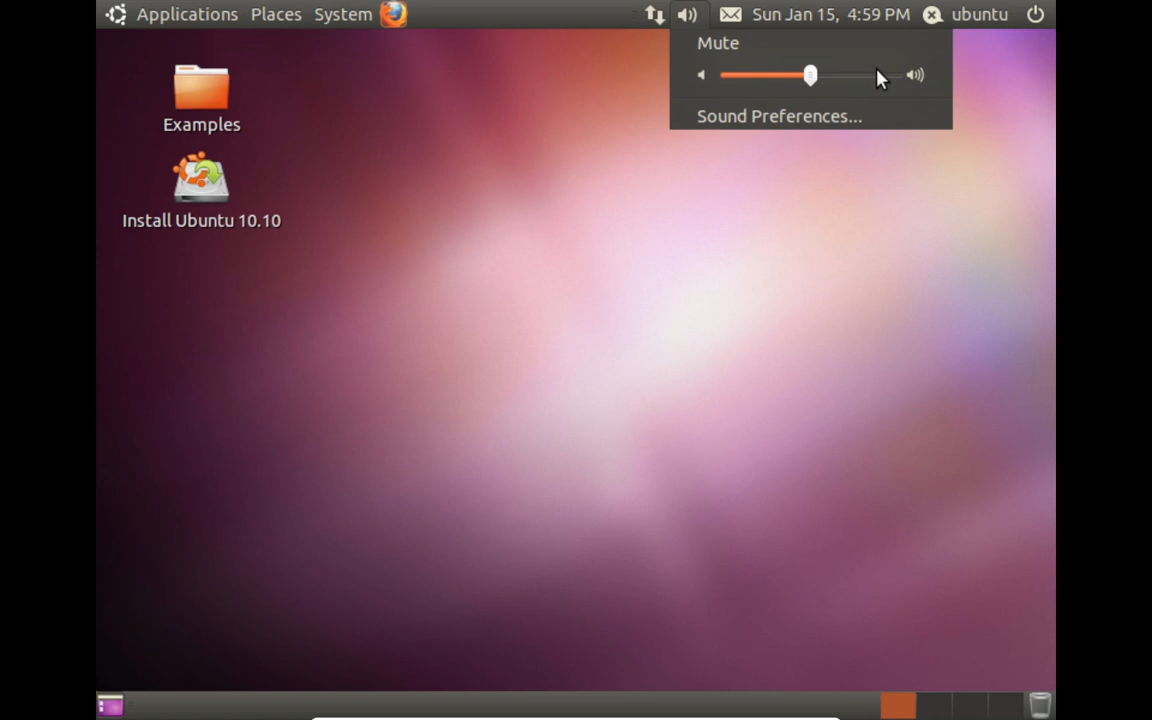 Applications Places System Sun Jan 15, 4:59 PM ubuntu
Mute
Sound Preferences...
Examples
Install Ubuntu 10.10